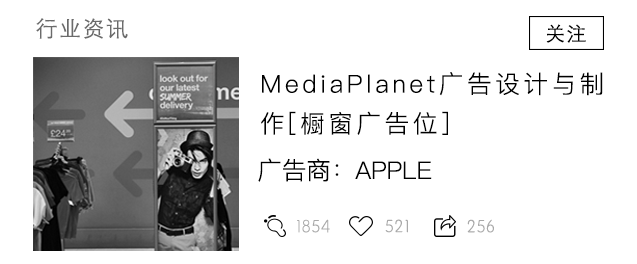 行业资讯
关注
look out for
our latest
SUMMER
delivery
£24
MediaPlanet广告设计与制
作[橱窗广告位]
广告商：APPLE
1854
521
256